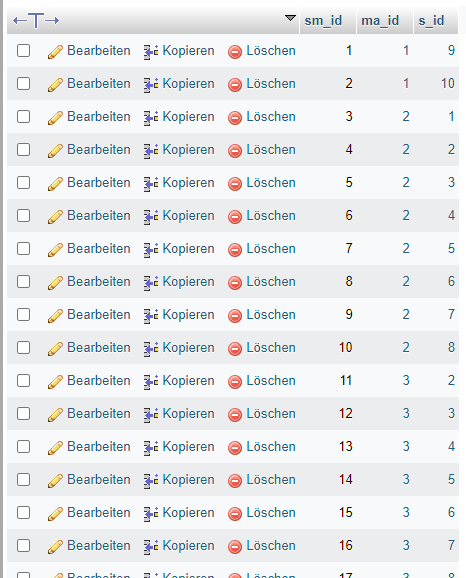 sm_id ma_id s_id
Bearbeiten Kopieren Löschen 1 1 9
Bearbeiten Kopieren Löschen 2 1 10
Bearbeiten Kopieren Löschen 3 2 1
Bearbeiten Kopieren Löschen 4 2 2
Bearbeiten Kopieren Löschen 5 2 3
Bearbeiten Kopieren Löschen 6 2 4
Bearbeiten Kopieren Löschen 7 2 5
Bearbeiten Kopieren Löschen 8 2 6
Bearbeiten Kopieren Löschen 9 2 7
Bearbeiten Kopieren Löschen 10 2 8
Bearbeiten Kopieren Löschen 11 3 2
Bearbeiten Kopieren Löschen 12 3 3
Bearbeiten Kopieren Löschen 13 3 4
Bearbeiten Kopieren Löschen 14 3 5
Bearbeiten Kopieren Löschen 15 3 6
Bearbeiten Kopieren Löschen 16 3 7
Bearbeiten Kopieren Löschen 17 3 8